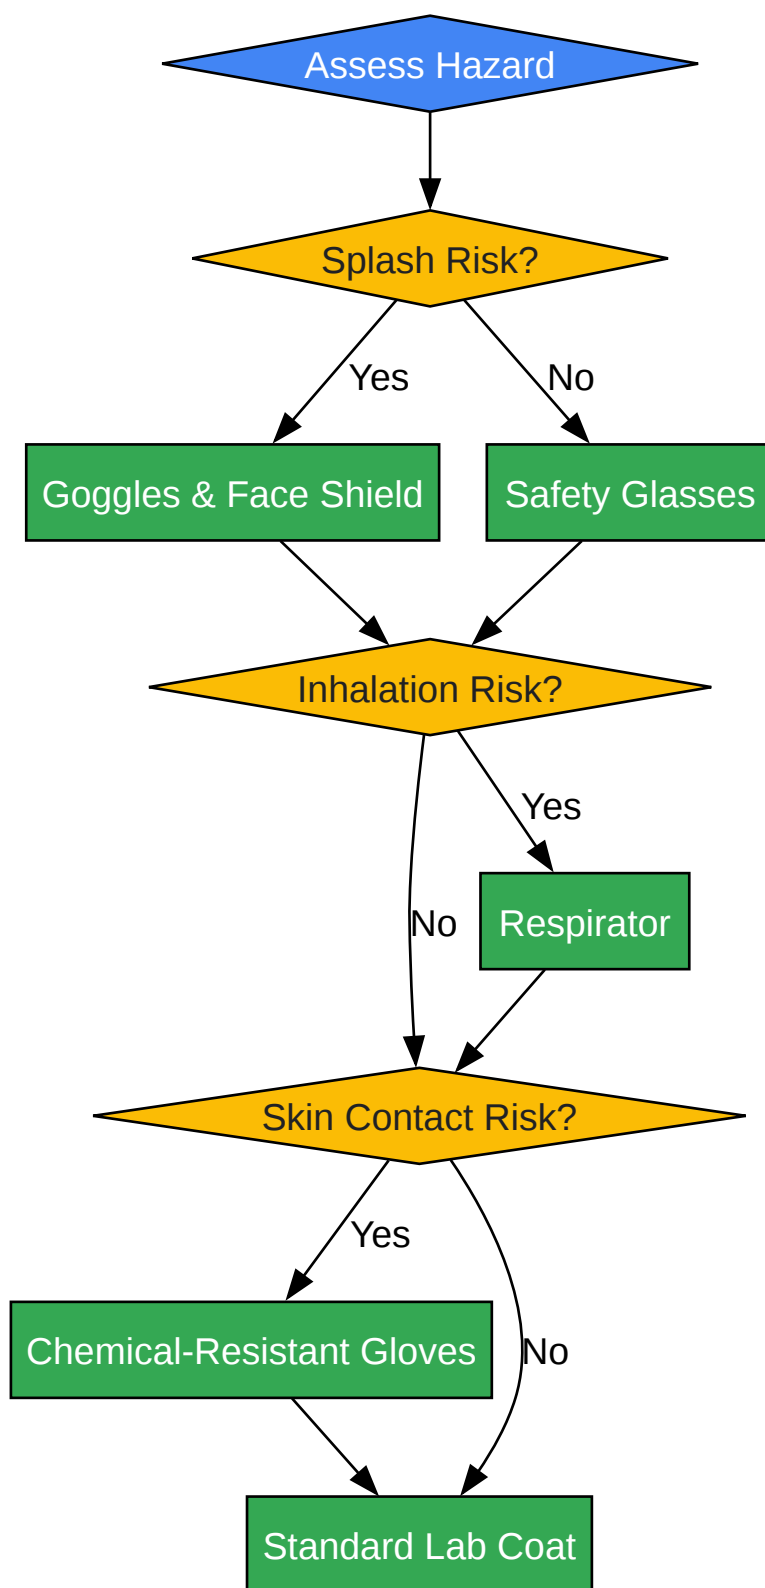 Assess Hazard
Splash Risk?
Yes
No
Goggles & Face Shield
Safety Glasses
Inhalation Risk?
Yes
No
Respirator
Skin Contact Risk?
Yes
Chemical-Resistant Gloves
No
Standard Lab Coat